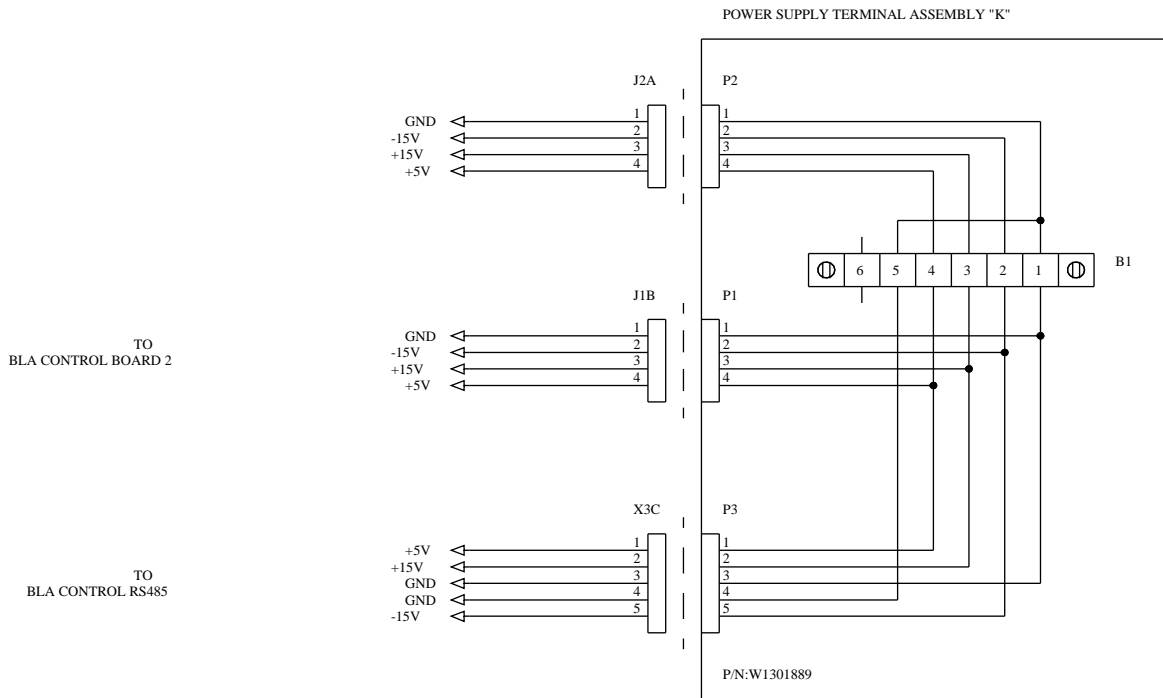 POWER SUPPLY TERMINAL ASSEMBLY "K"
J2A
P2
GND 1 1
-15V 2 2
+15V 3 3
+5V 4 4
6 5 4 3 2 1
B1
J1B
P1
TO
BLA CONTROL BOARD 2
GND 1 1
-15V 2 2
+15V 3 3
+5V 4 4
X3C
P3
TO
BLA CONTROL RS485
+5V 1 1
+15V 2 2
GND 3 3
GND 4 4
-15V 5 5
P/N:W1301889